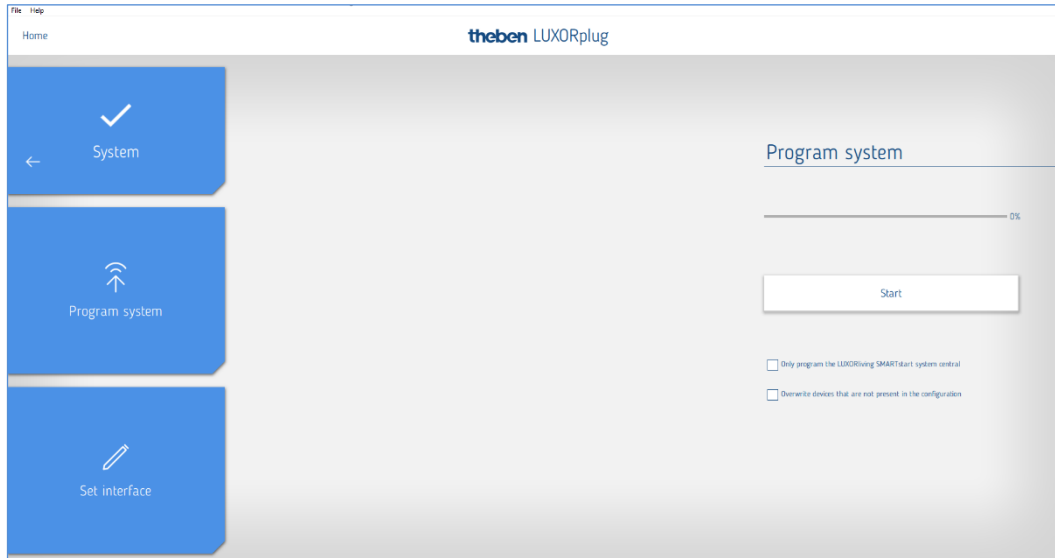 File Help
Home
theben LUXORplug
System
Program system
Set interface
Program system
0%
Start
Only program the LUXORliving SMARTstart system central
Overwrite devices that are not present in the configuration